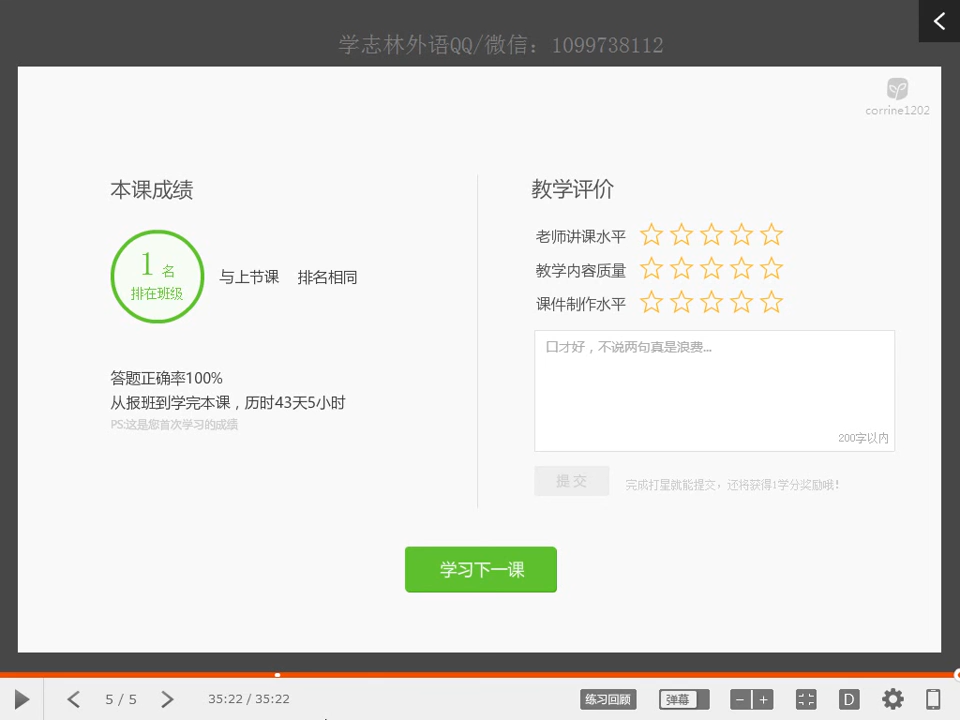 学志林外语QQ/微信：1099738112
corrine1202
本课成绩
1 名
排在班级
与上节课 排名相同
答题正确率100%
从报班到学完本课，历时43天5小时
PS:这是您首次学习的成绩
教学评价
老师讲课水平
教学内容质量
课件制作水平
口才好，不说两句真是浪费...
200字以内
提 交
完成打星就能提交，还将获得1学分奖励哦！
学习下一课
5 / 5
35:22 / 35:22
练习回顾
弹幕
D